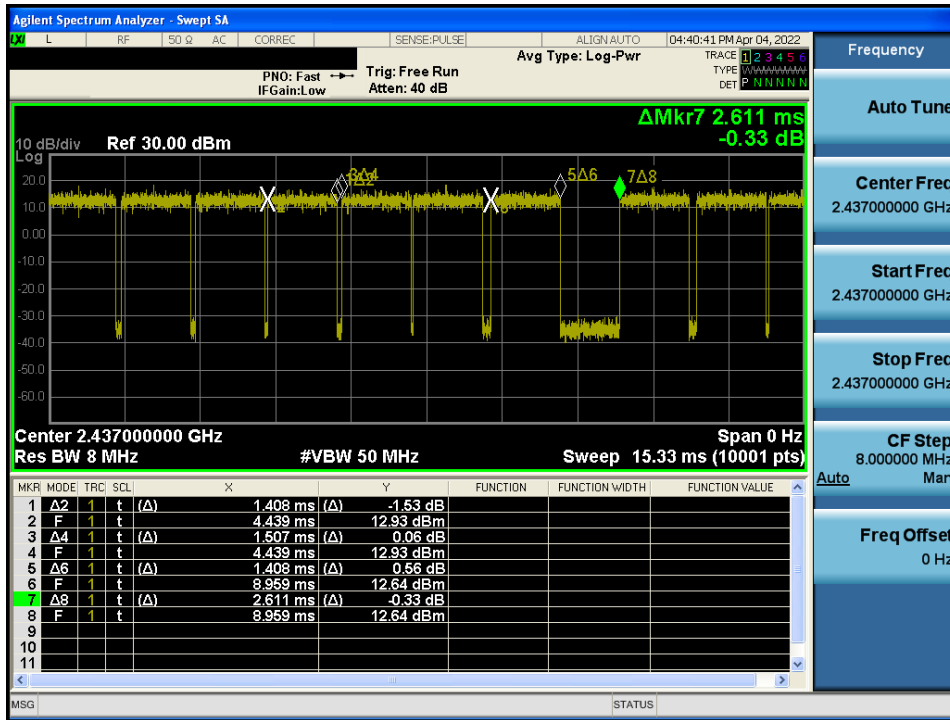 Agilent Spectrum Analyzer - Swept SA
LXI L RF 50 Ω AC CORREC SENSE:PULSE ALIGN AUTO 04:40:41 PM Apr 04, 2022
Frequency
Avg Type: Log-Pwr
TRACE 1 2 3 4 5 6
PNO: Fast Trig: Free Run
TYPE
IFGain:Low Atten: 40 dB
DET P N N N N N
Auto Tune
ΔMkr7 2.611 ms
-0.33 dB
10 dB/div Ref 30.00 dBm
Log
3Δ4
5Δ6
7Δ8
20.0
10.0
0.00
-10.0
-20.0
-30.0
-40.0
-50.0
-60.0
Center Freq
2.437000000 GHz
Start Freq
2.437000000 GHz
Stop Freq
2.437000000 GHz
Center 2.437000000 GHz Span 0 Hz
Res BW 8 MHz #VBW 50 MHz Sweep 15.33 ms (10001 pts)
CF Step
8.000000 MHz
Auto Man
Freq Offset
0 Hz
MKR MODE TRC SCL X Y FUNCTION FUNCTION WIDTH FUNCTION VALUE
1 Δ2 1 t (Δ) 1.408 ms (Δ) -1.53 dB
2 F 1 t 4.439 ms 12.93 dBm
3 Δ4 1 t (Δ) 1.507 ms (Δ) 0.06 dB
4 F 1 t 4.439 ms 12.93 dBm
5 Δ6 1 t (Δ) 1.408 ms (Δ) 0.56 dB
6 F 1 t 8.959 ms 12.64 dBm
7 Δ8 1 t (Δ) 2.611 ms (Δ) -0.33 dB
8 F 1 t 8.959 ms 12.64 dBm
9
10
11
MSG STATUS